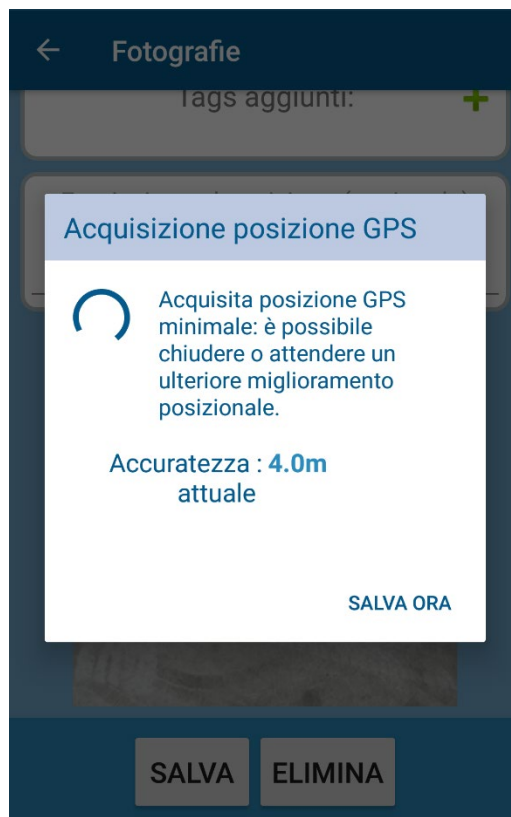 Fotografie
Tags aggiunti:
Acquisizione posizione GPS
Acquisita posizione GPS
minimale: è possibile
chiudere o attendere un
ulteriore miglioramento
posizionale.
Accuratezza : 4.0m
attuale
SALVA ORA
SALVA ELIMINA